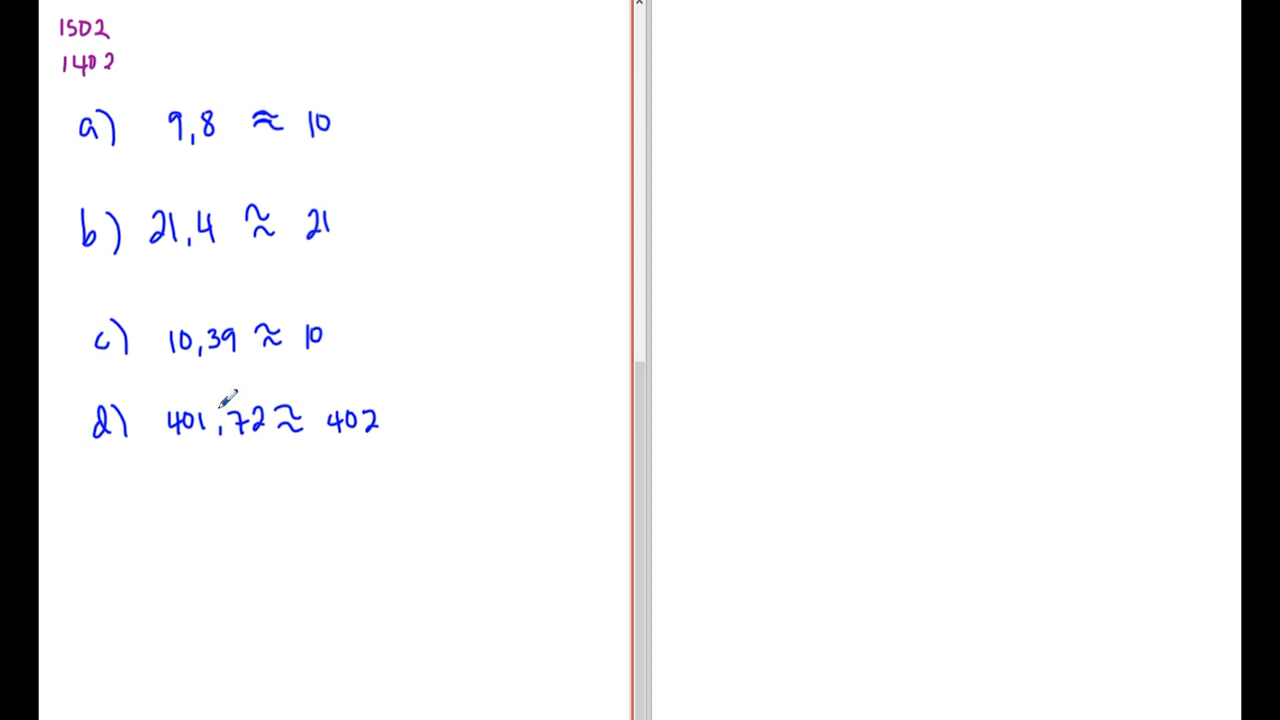 1502
1402
a) 9,8 ≈ 10
b) 21,4 ≈ 21
c) 10,39 ≈ 10
d) 401,72 ≈ 402